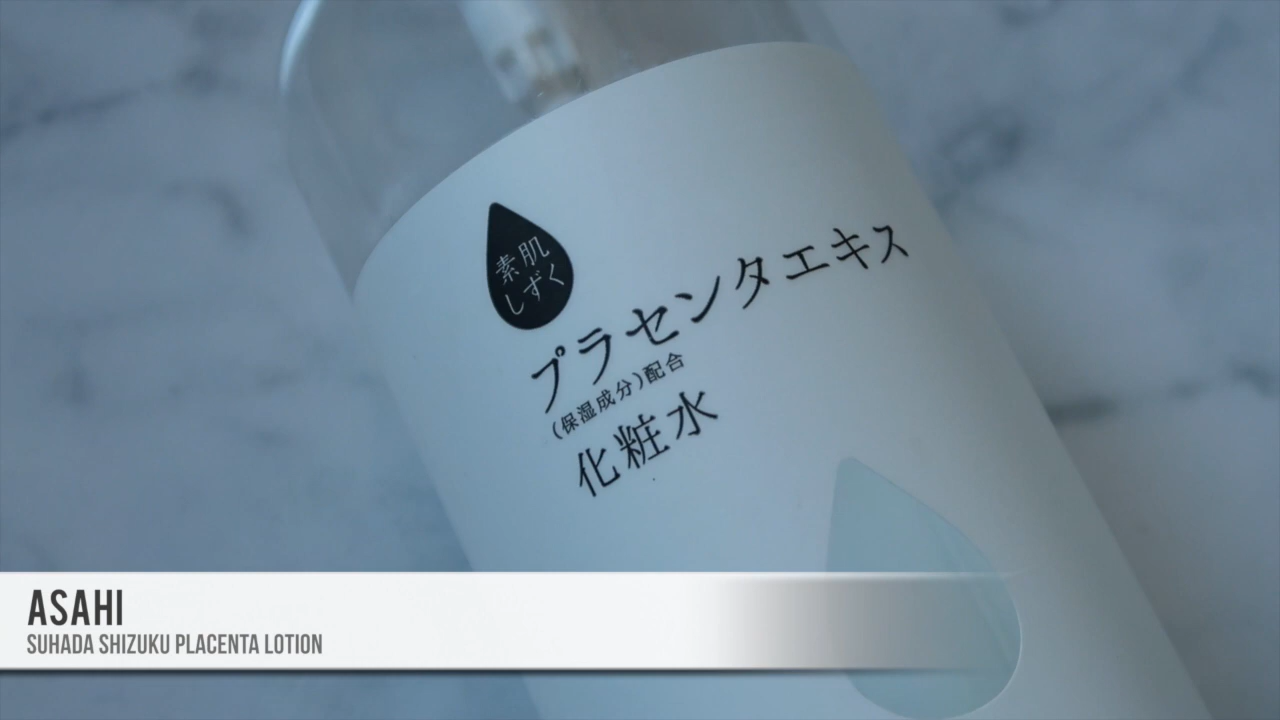 素肌
しずく
プラセンタエキス
(保湿成分)配合
化粧水
ASAHI
SUHADA SHIZUKU PLACENTA LOTION